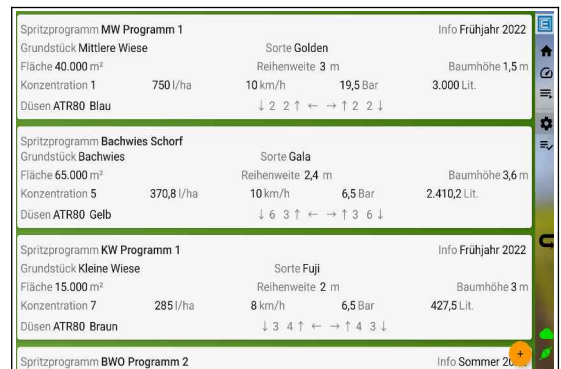 Spritzprogramm MW Programm 1 Info Frühjahr 2022
Grundstück Mittlere Wiese Sorte Golden
Fläche 40.000 m² Reihenweite 3 m Baumhöhe 1,5 m
Konzentration 1 750 l/ha 10 km/h 19,5 Bar 3.000 Lit.
Düsen ATR80 Blau ↓ 2 2 ↑ ← → ↑ 2 2 ↓
Spritzprogramm Bachwies Schorf
Grundstück Bachwies Sorte Gala
Fläche 65.000 m² Reihenweite 2,4 m Baumhöhe 3,6 m
Konzentration 5 370,8 l/ha 10 km/h 6,5 Bar 2.410,2 Lit.
Düsen ATR80 Gelb ↓ 6 3 ↑ ← → ↑ 3 6 ↓
Spritzprogramm KW Programm 1 Info Frühjahr 2022
Grundstück Kleine Wiese Sorte Fuji
Fläche 15.000 m² Reihenweite 2 m Baumhöhe 3 m
Konzentration 7 285 l/ha 8 km/h 6,5 Bar 427,5 Lit.
Düsen ATR80 Braun ↓ 3 4 ↑ ← → ↑ 4 3 ↓
Spritzprogramm BWO Programm 2 Info Sommer